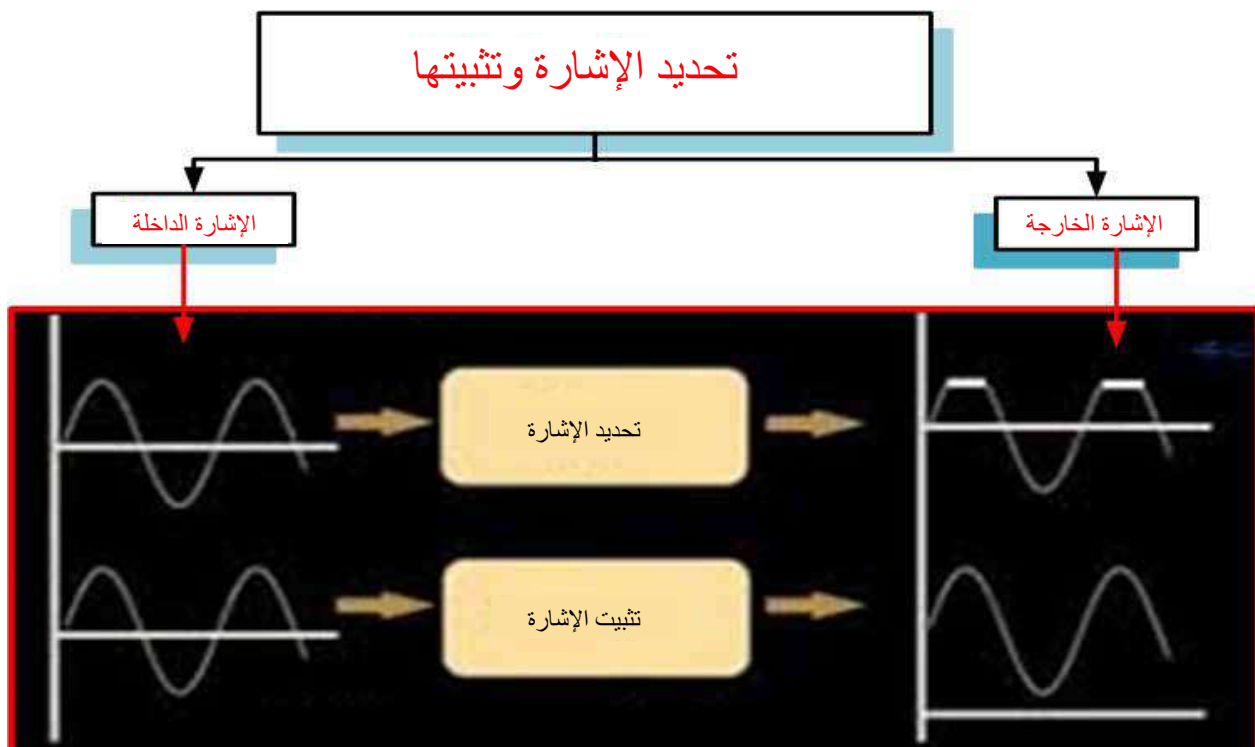 تحديد الإشارة وتثبيتها
الإشارة الخارجة
الإشارة الداخلة
تحديد الإشارة
تثبيت الإشارة